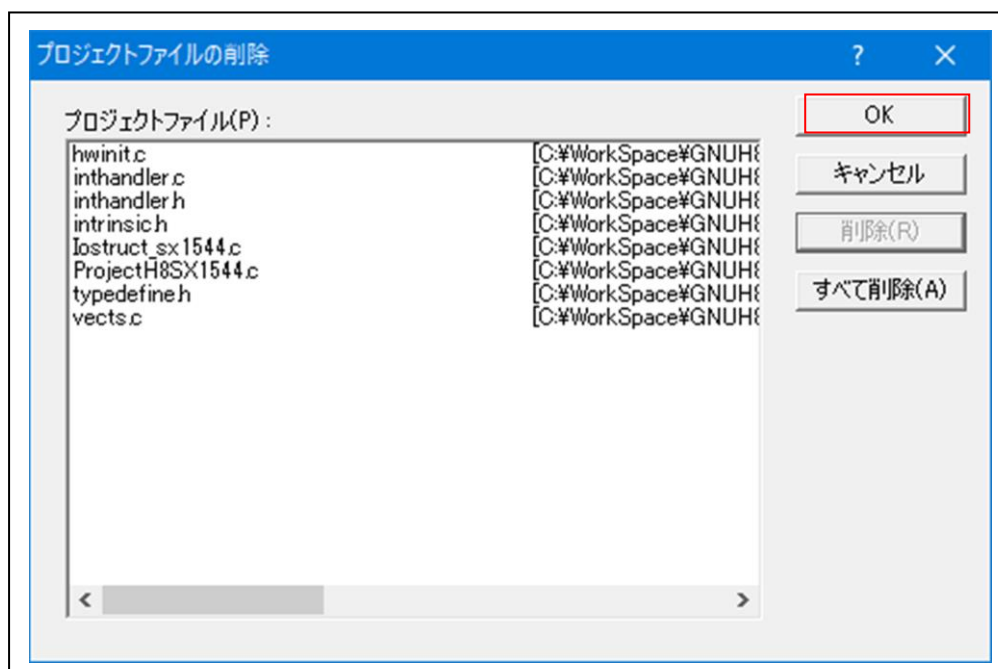 プロジェクトファイルの削除 ?
プロジェクトファイル(P) :
hwinit.c [C:¥WorkSpace¥GNUH8
inthandler.c [C:¥WorkSpace¥GNUH8
inthandler.h [C:¥WorkSpace¥GNUH8
intrinsic.h [C:¥WorkSpace¥GNUH8
Iostruct_sx1544.c [C:¥WorkSpace¥GNUH8
ProjectH8SX1544.c [C:¥WorkSpace¥GNUH8
typedefine.h [C:¥WorkSpace¥GNUH8
vects.c [C:¥WorkSpace¥GNUH8
OK
キャンセル
削除(R)
すべて削除(A)